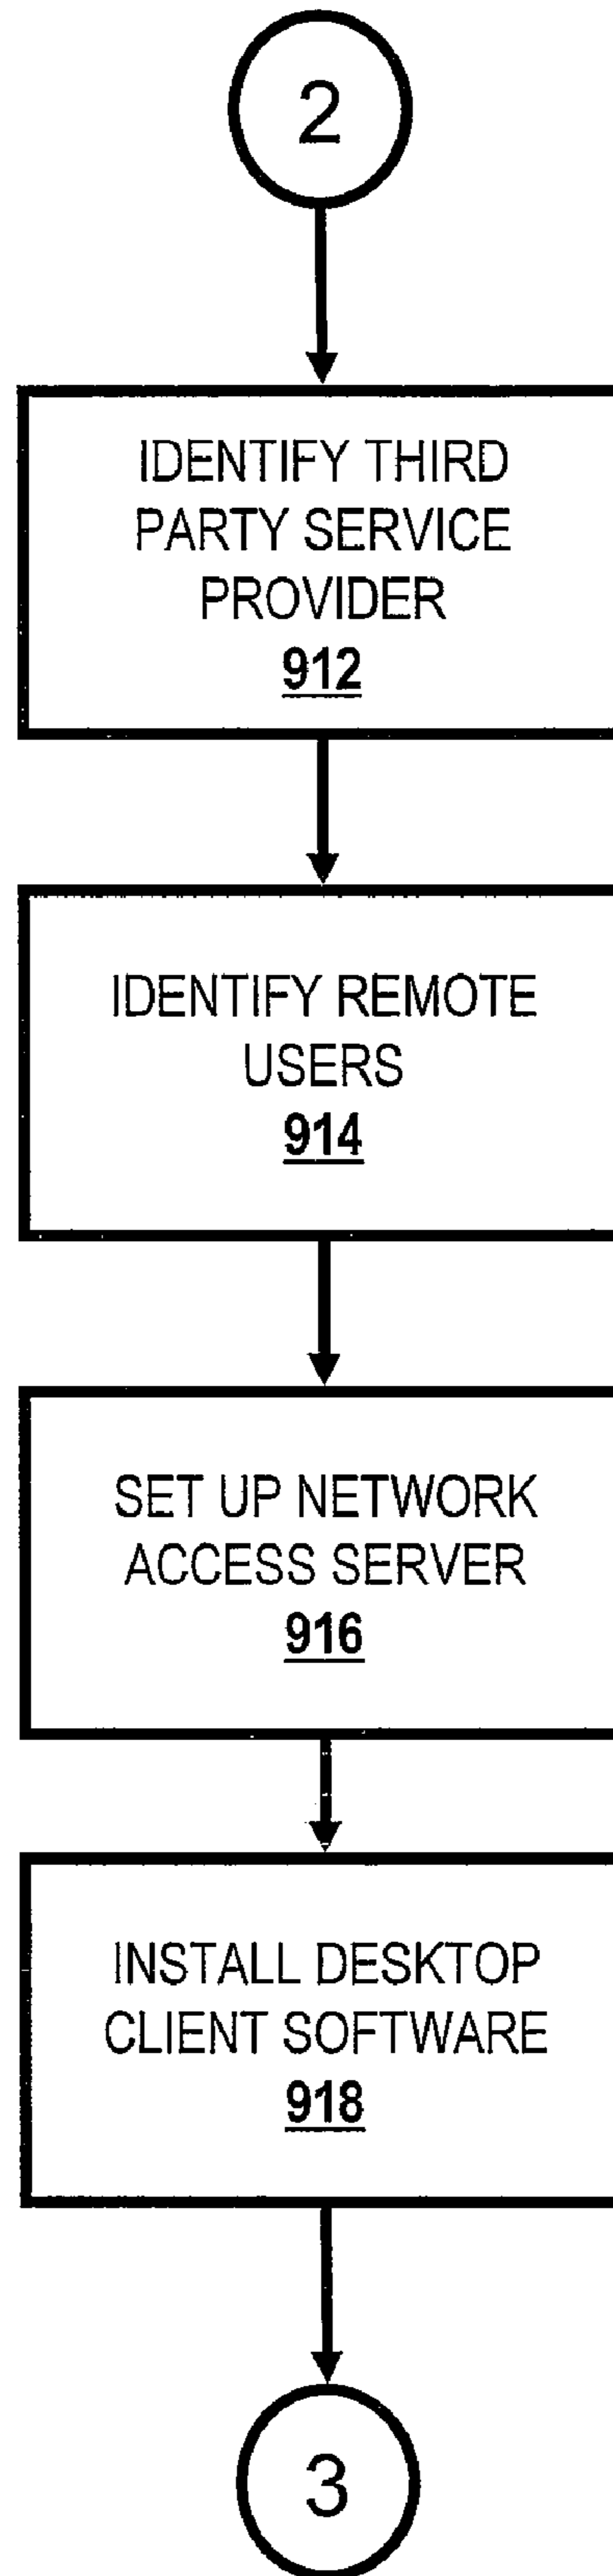 2
IDENTIFY THIRD
PARTY SERVICE
PROVIDER
912
IDENTIFY REMOTE
USERS
914
SET UP NETWORK
ACCESS SERVER
916
INSTALL DESKTOP
CLIENT SOFTWARE
918
3